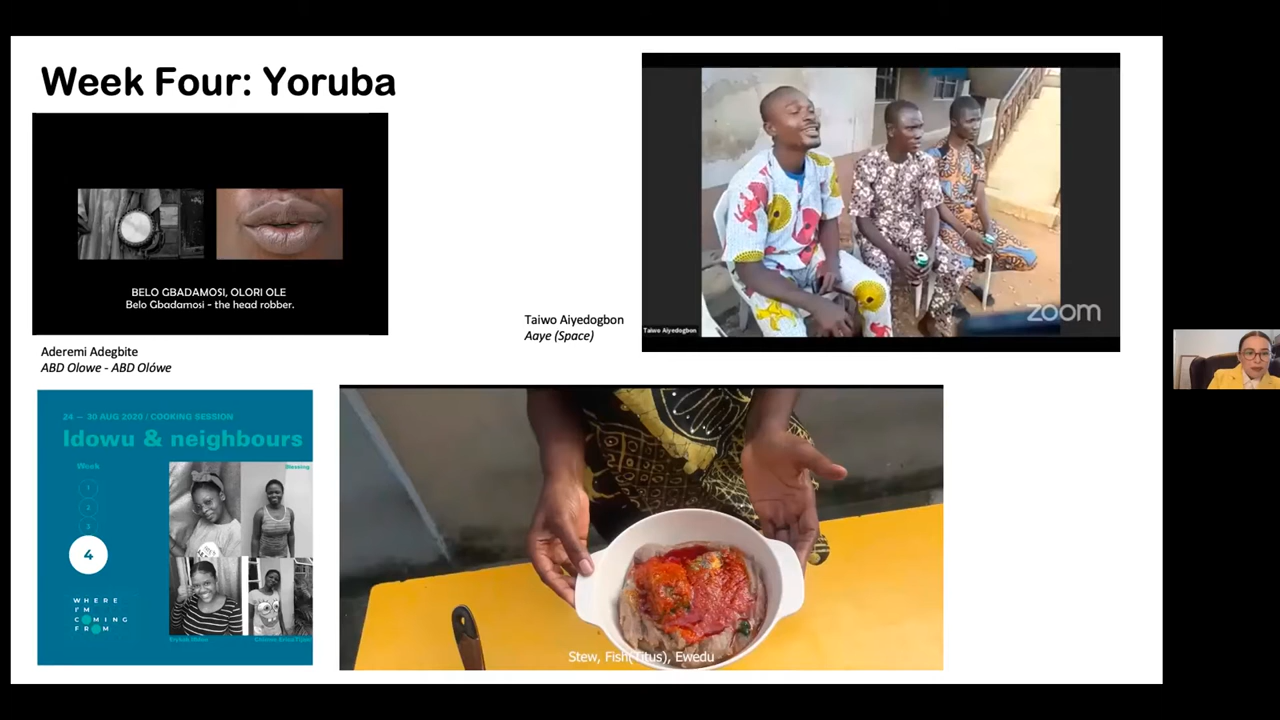 Week Four: Yoruba
BELO GBADAMOSI, OLORI OLE
Belo Gbadamosi - the head robber.
Aderemi Adegbite
ABD Olowe - ABD Olówe
Taiwo Aiyedogbon
Aaye (Space)
Taiwo Aiyedogbon
zoom
24 — 30 AUG 2020 / COOKING SESSION
Idowu & neighbours
Week
Blessing
1
2
3
4
WHERE
I'M
COMING
FROM
Stew, Fish(Titus), Ewedu